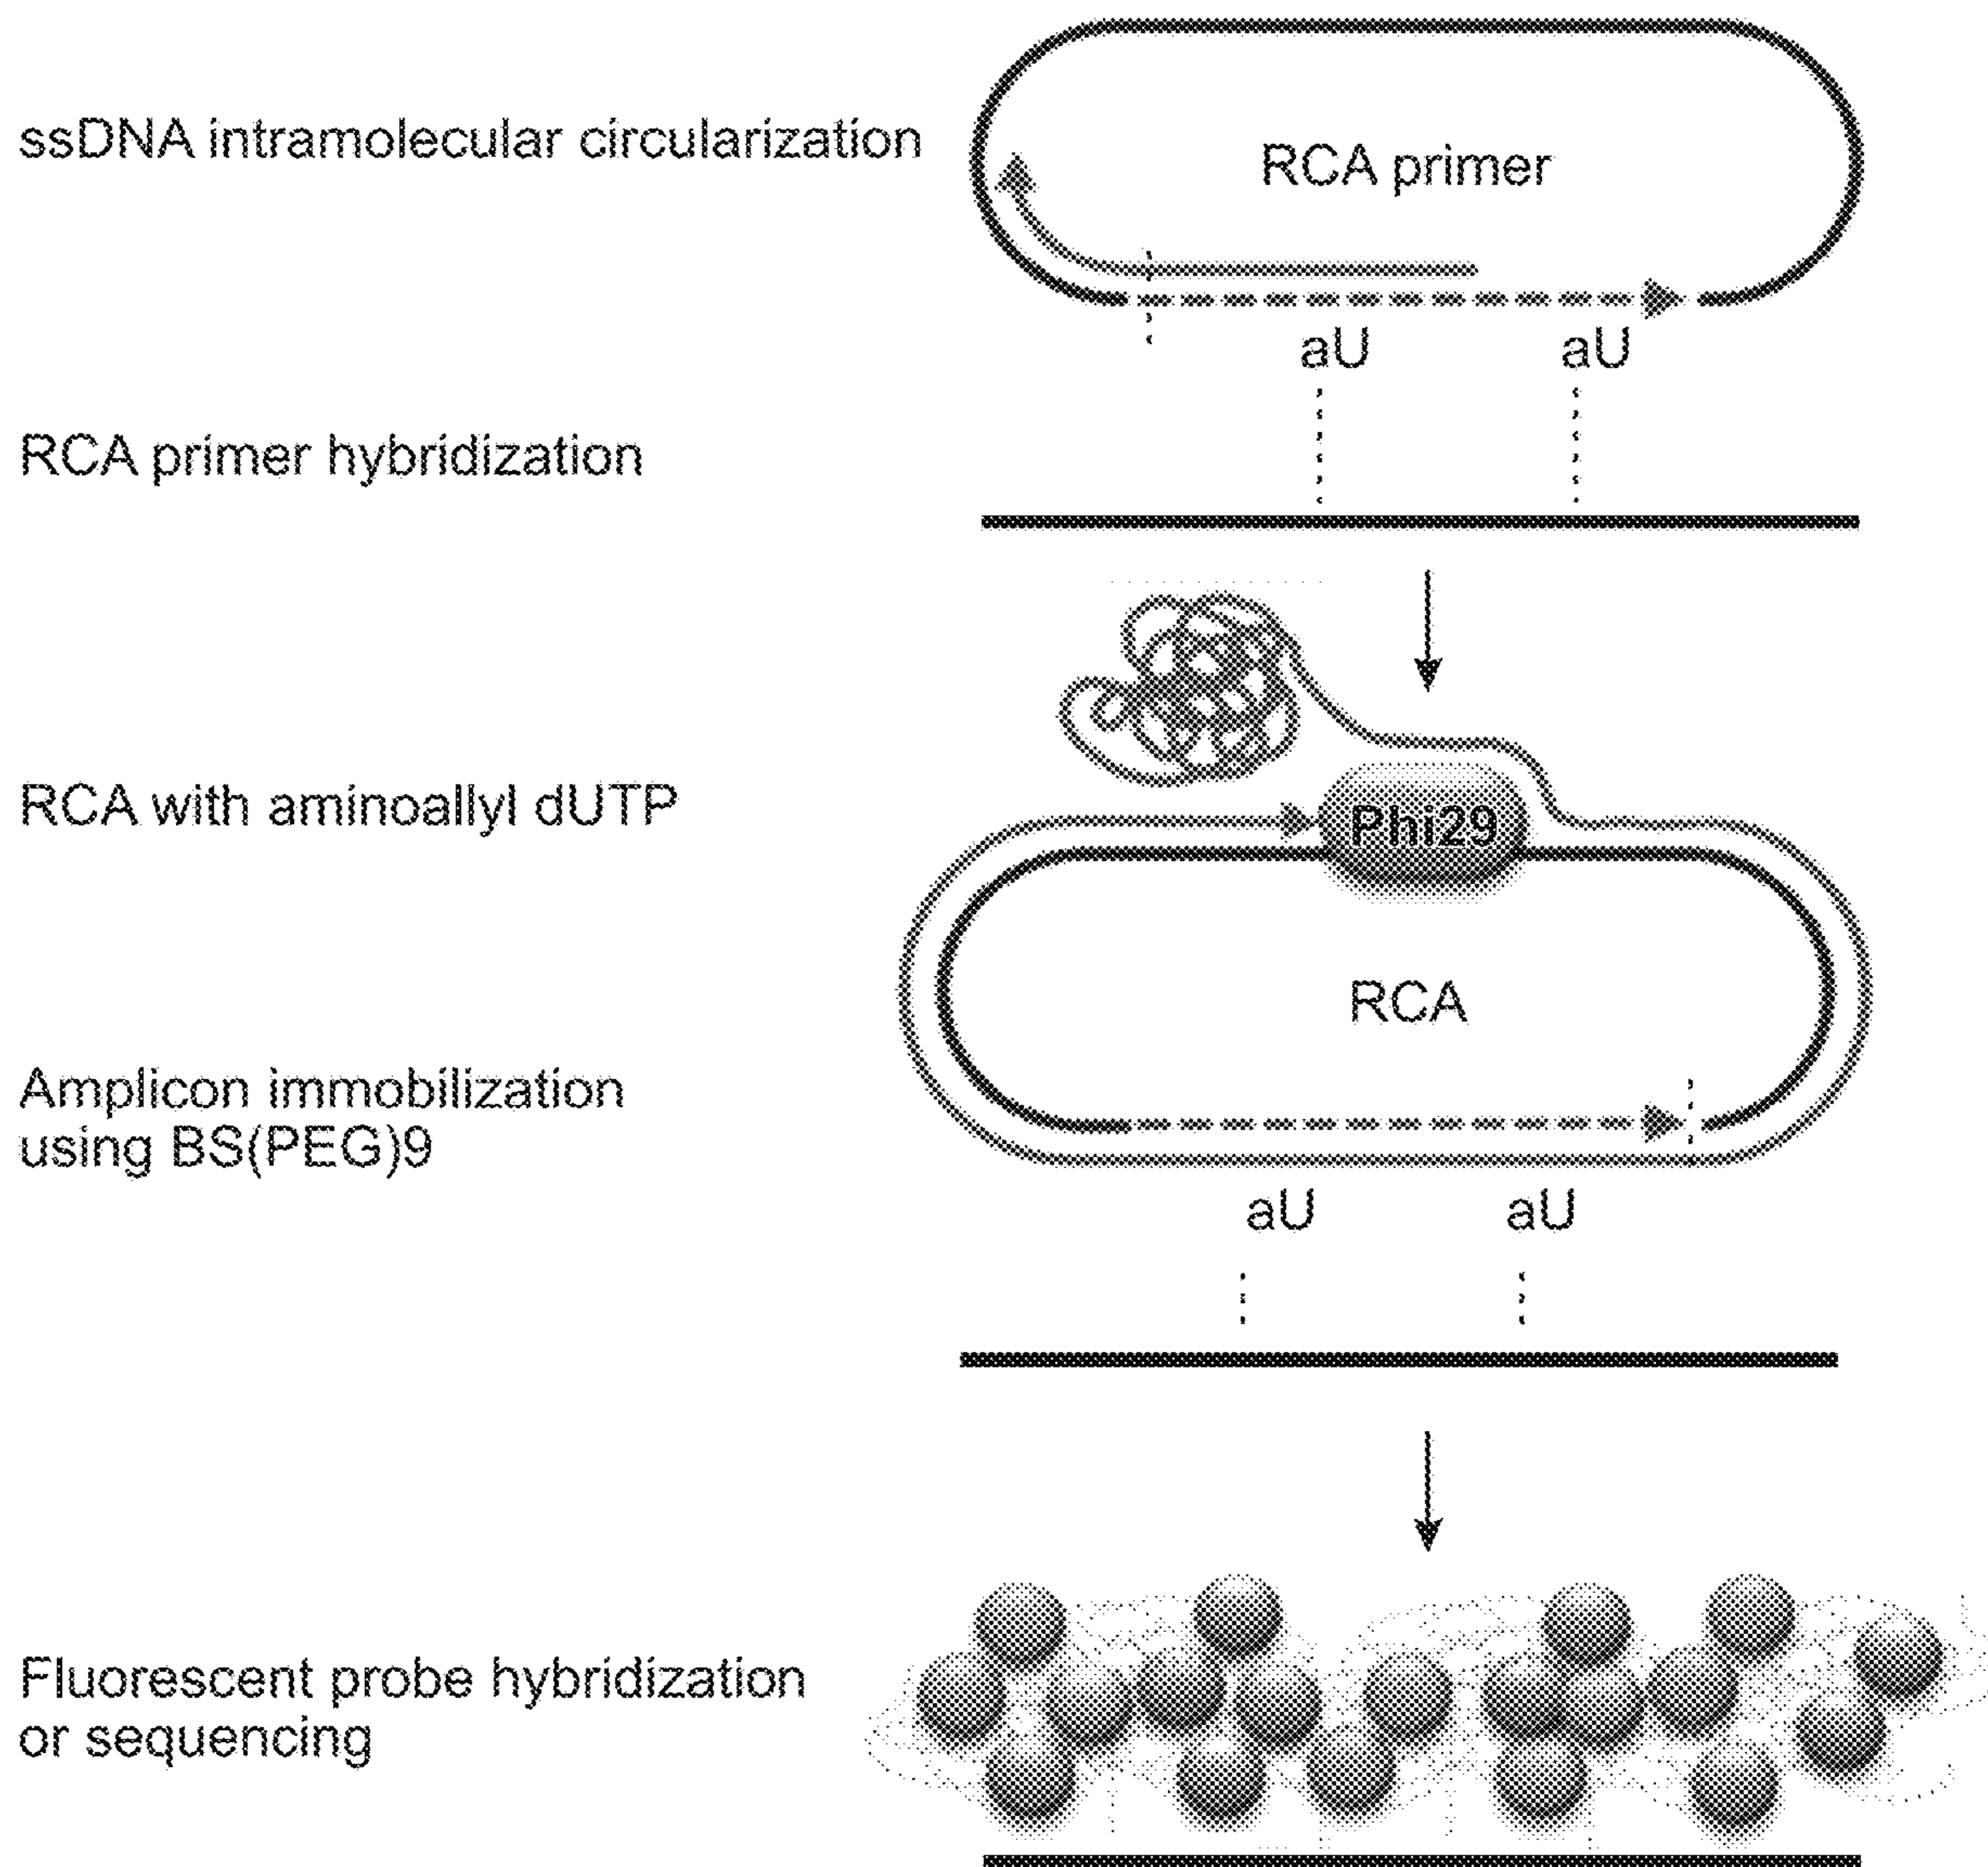 ssDNA intramolecular circularization
RCA primer
aU aU
RCA primer hybridization
RCA with aminoallyl dUTP
Phi29
RCA
Amplicon immobilization
using BS(PEG)9
aU aU
Fluorescent probe hybridization
or sequencing